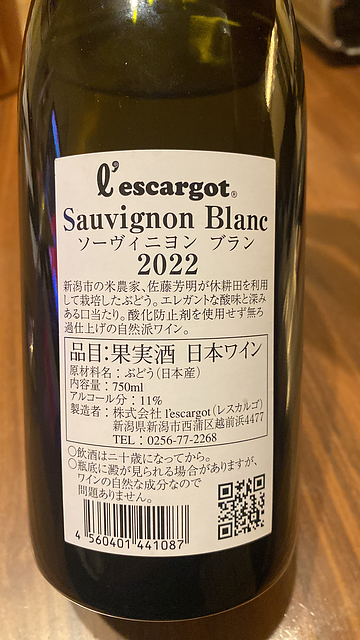 l'escargot®
Sauvignon Blanc
ソーヴィニヨン ブラン
2022
新潟市の米農家、佐藤芳明が休耕田を利用
して栽培したぶどう。エレガントな酸味と深み
ある口当たり。酸化防止剤を使用せず無ろ
過仕上げの自然派ワイン。
品目:果実酒 日本ワイン
原材料名:ぶどう(日本産)
内容量:750ml
アルコール分:11%
製造者:株式会社 l'escargot(レスカルゴ)
新潟県新潟市西蒲区越前浜4477
TEL:0256-77-2268
○飲酒は二十歳になってから。
○瓶底に澱が見られる場合がありますが、
ワインの自然な成分なので
問題ありません。
4 560401 441087